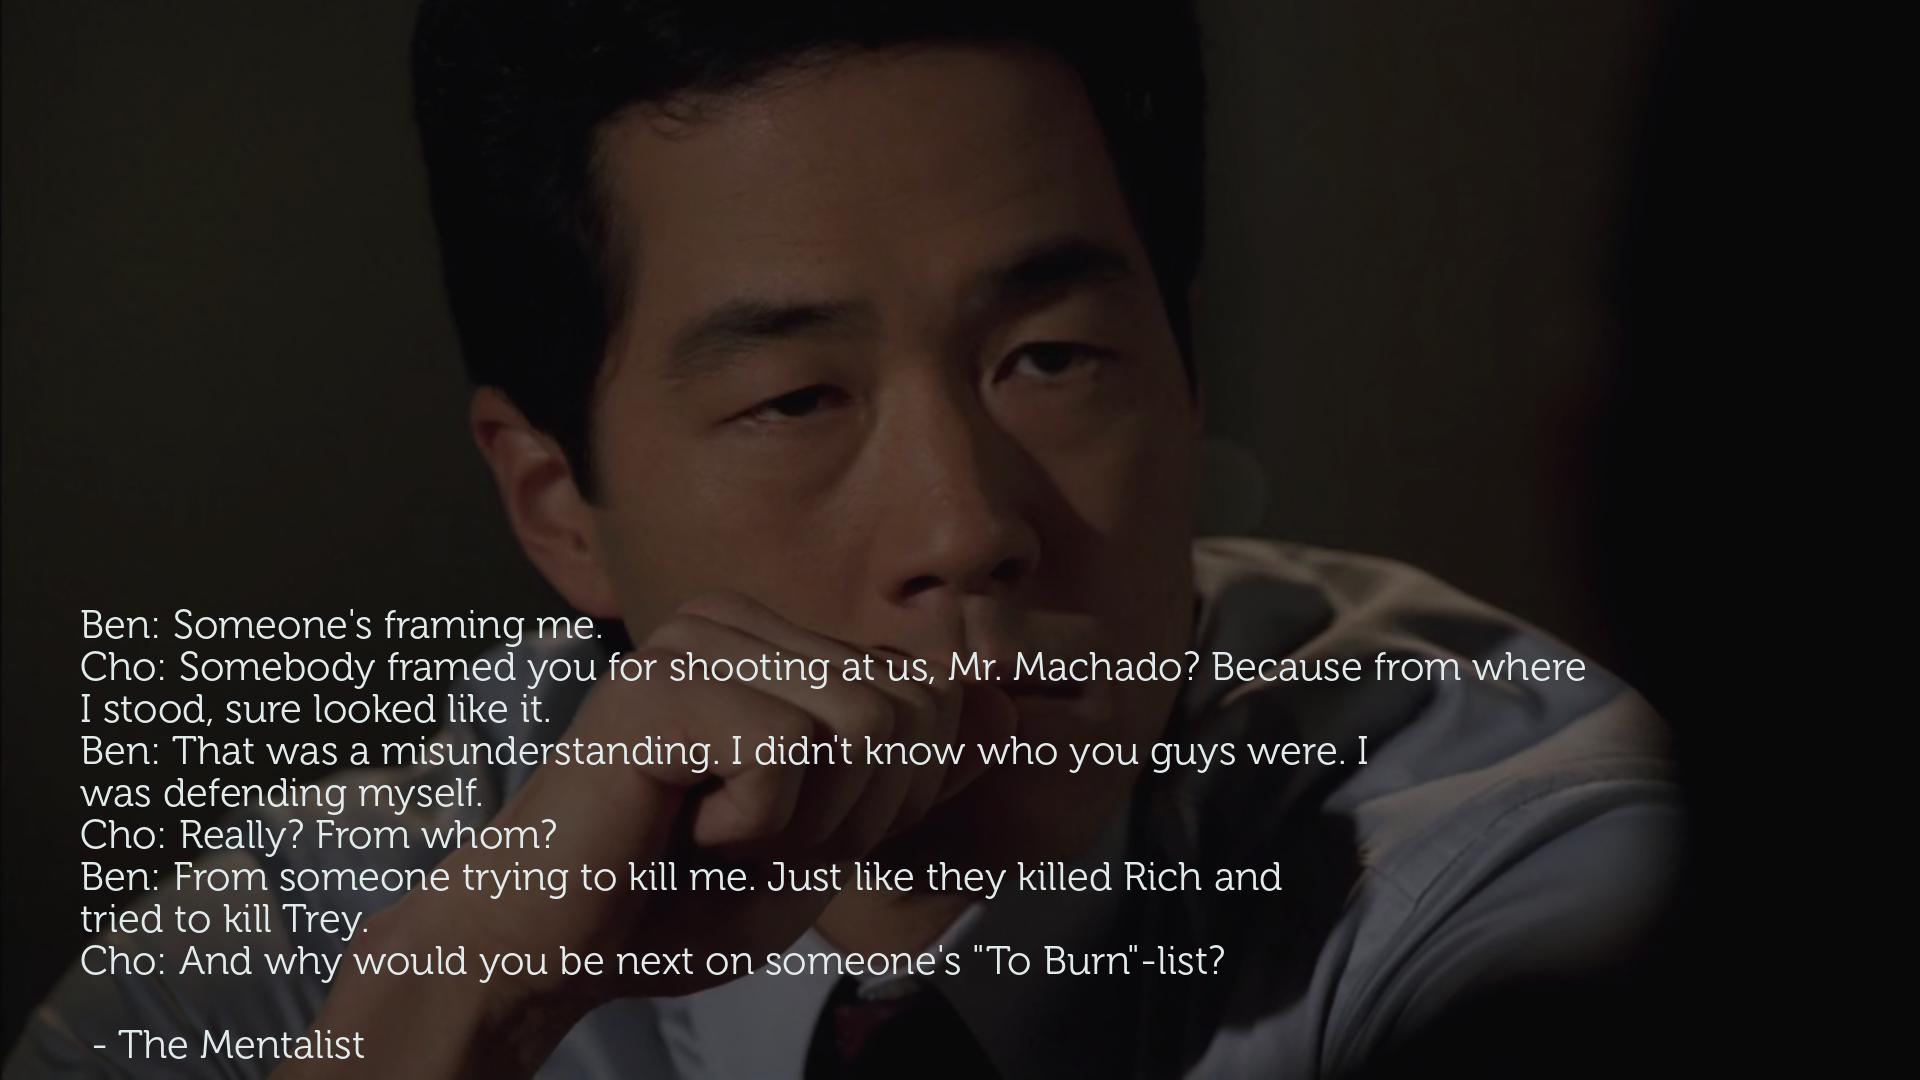 Ben: Someone's framing me.
Cho: Somebody framed you for shooting at us, Mr. Machado? Because from where
I stood, sure looked like it.
Ben: That was a misunderstanding. I didn't know who you guys were. I
was defending myself.
Cho: Really? From whom?
Ben: From someone trying to kill me. Just like they killed Rich and
tried to kill Trey.
Cho: And why would you be next on someone's "To Burn"-list?
- The Mentalist